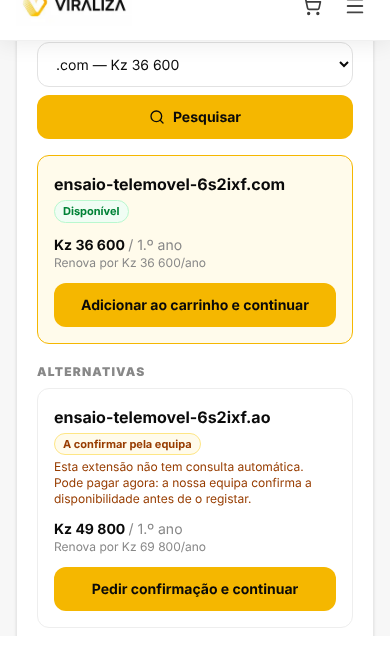 VIRALIZA
.com — Kz 36 600
Pesquisar
ensaio-telemovel-6s2ixf.com
Disponível
Kz 36 600 / 1.º ano
Renova por Kz 36 600/ano
Adicionar ao carrinho e continuar
ALTERNATIVAS
ensaio-telemovel-6s2ixf.ao
A confirmar pela equipa
Esta extensão não tem consulta automática.
Pode pagar agora: a nossa equipa confirma a
disponibilidade antes de o registar.
Kz 49 800 / 1.º ano
Renova por Kz 69 800/ano
Pedir confirmação e continuar